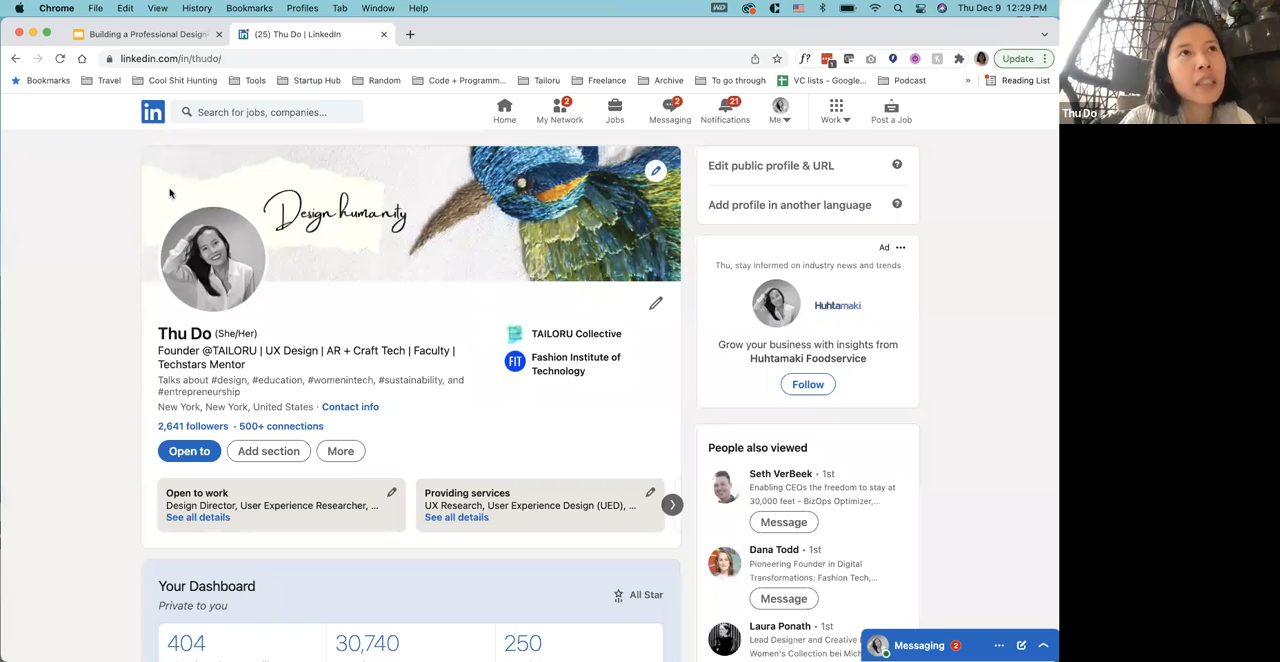 Chrome File Edit View History Bookmarks Profiles Tab Window Help
Thu Dec 9 12:29 PM
Building a Professional Design
(25) Thu Do | LinkedIn
linkedin.com/in/thudo/
Update
Bookmarks Travel Cool Shit Hunting Tools Startup Hub Random Code + Programm... Tailoru Freelance Archive To go through VC lists - Google... Podcast » Reading List
in Search for jobs, companies...
Home My Network Jobs Messaging Notifications Me Work Post a Job
2 2 21
Design humanity
Thu Do (She/Her)
Founder @TAILORU | UX Design | AR + Craft Tech | Faculty |
Techstars Mentor
Talks about #design, #education, #womenintech, #sustainability, and
#entrepreneurship
New York, New York, United States · Contact info
2,641 followers · 500+ connections
TAILORU Collective
FIT Fashion Institute of
Technology
Open to Add section More
Open to work
Design Director, User Experience Researcher, ...
See all details
Providing services
UX Research, User Experience Design (UED), ...
See all details
Your Dashboard
Private to you
All Star
404 30,740 250
Edit public profile & URL
Add profile in another language
Ad
Thu, stay informed on industry news and trends
Huhtamaki
Grow your business with insights from
Huhtamaki Foodservice
Follow
People also viewed
Seth VerBeek · 1st
Enabling CEOs the freedom to stay at
30,000 feet - BizOps Optimizer,...
Message
Dana Todd · 1st
Pioneering Founder in Digital
Transformations: Fashion Tech,...
Message
Laura Ponath · 1st
Lead Designer and Creative
Women's Collection bei Mich
Messaging 2
Thu Do